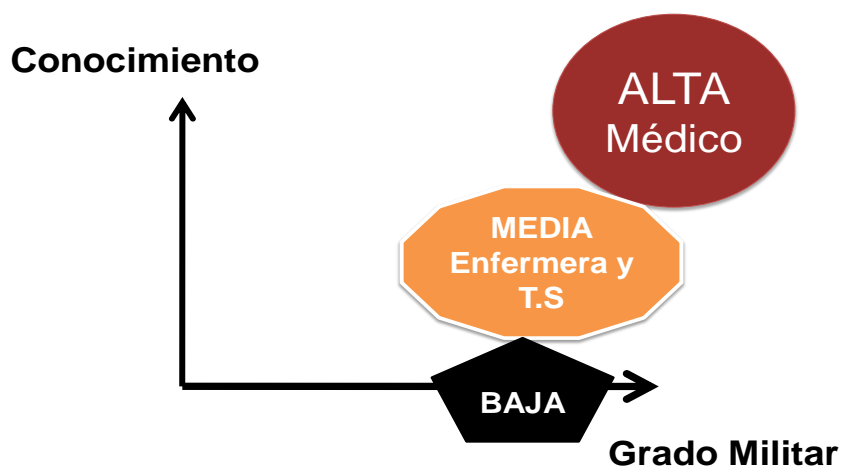 Conocimiento
ALTA
Médico
MEDIA
Enfermera y
T.S
BAJA
Grado Militar